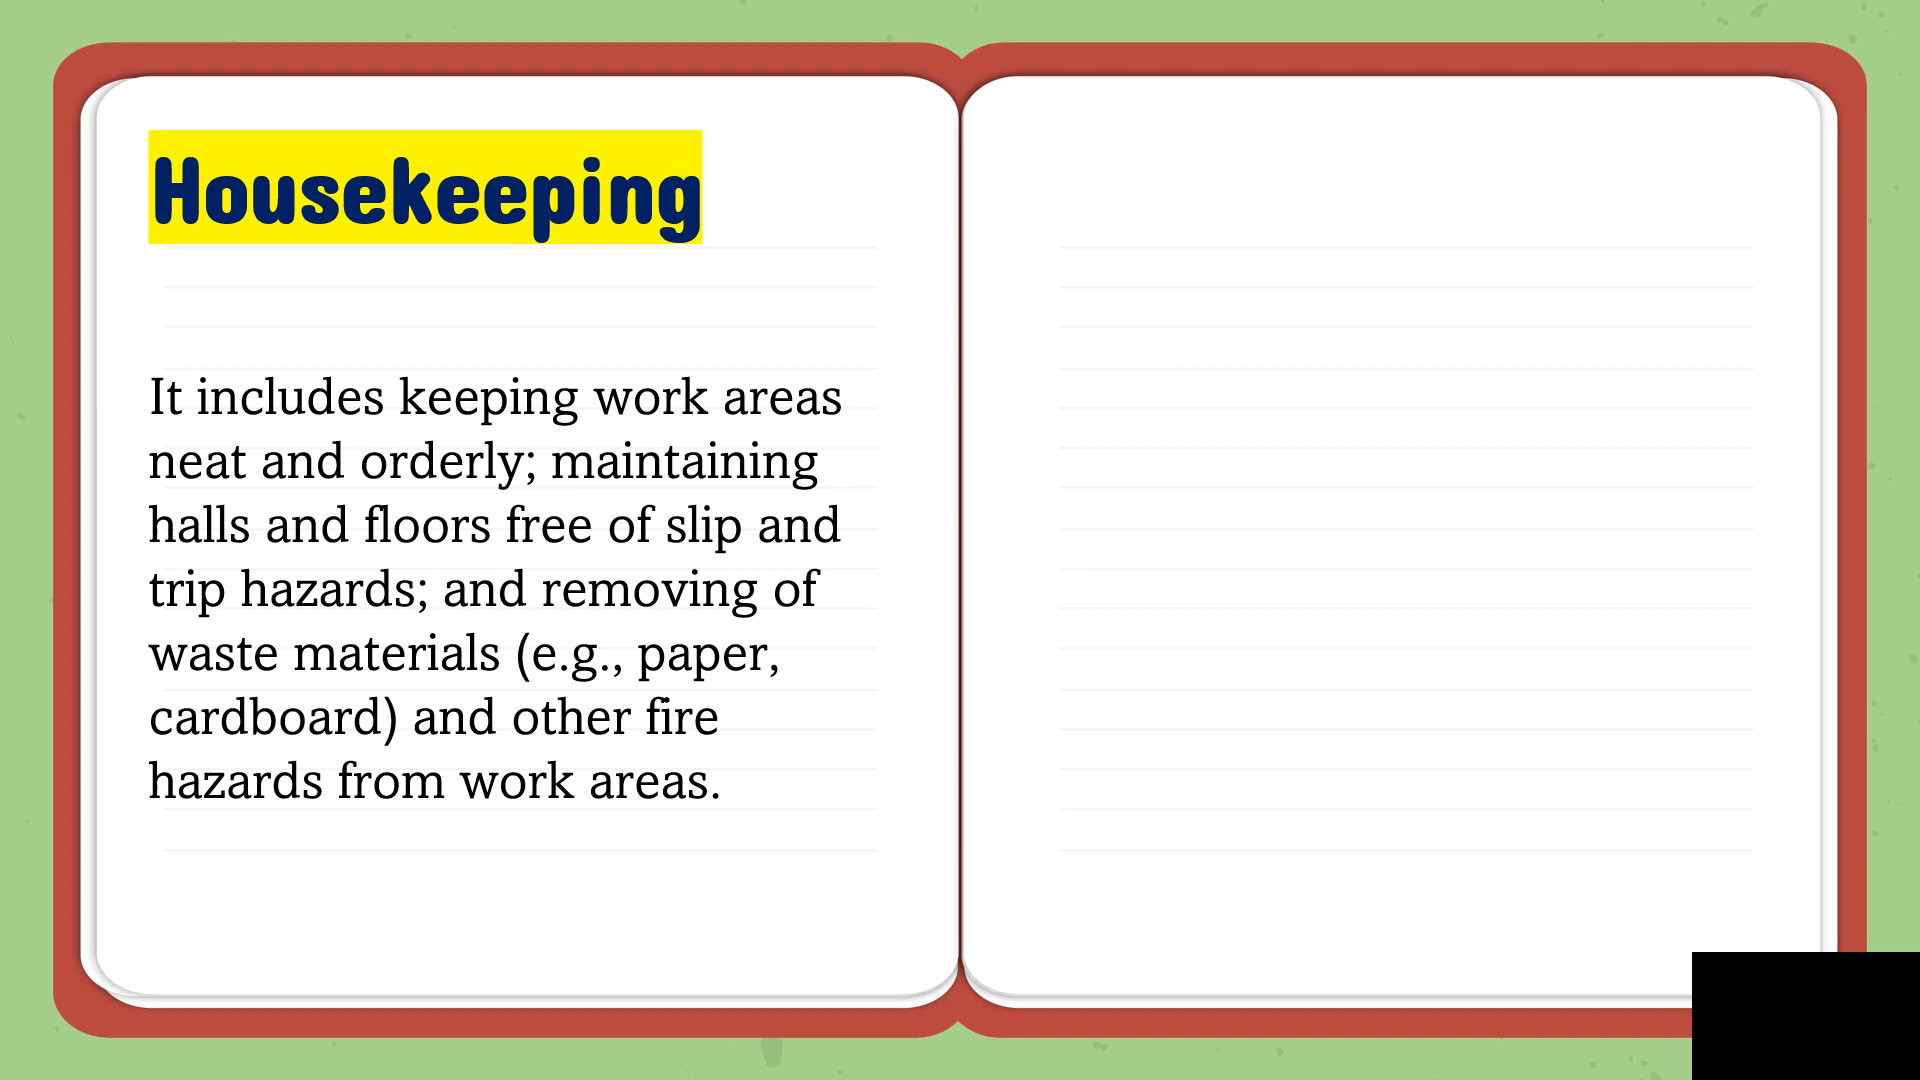 Housekeeping
It includes keeping work areas
neat and orderly; maintaining
halls and floors free of slip and
trip hazards; and removing of
waste materials (e.g., paper,
cardboard) and other fire
hazards from work areas.